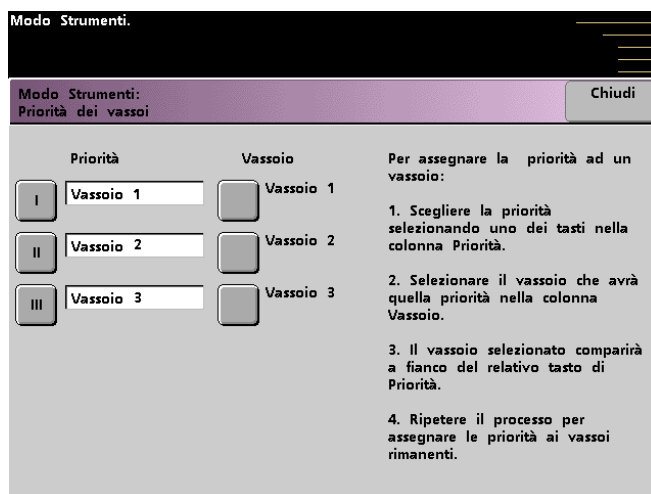 Modo Strumenti.
Modo Strumenti:
Priorità dei vassoi
Chiudi
Priorità
Vassoio
I
Vassoio 1
Vassoio 1
II
Vassoio 2
Vassoio 2
III
Vassoio 3
Vassoio 3
Per assegnare la priorità ad un
vassoio:
1. Scegliere la priorità
selezionando uno dei tasti nella
colonna Priorità.
2. Selezionare il vassoio che avrà
quella priorità nella colonna
Vassoio.
3. Il vassoio selezionato comparirà
a fianco del relativo tasto di
Priorità.
4. Ripetere il processo per
assegnare le priorità ai vassoi
rimanenti.